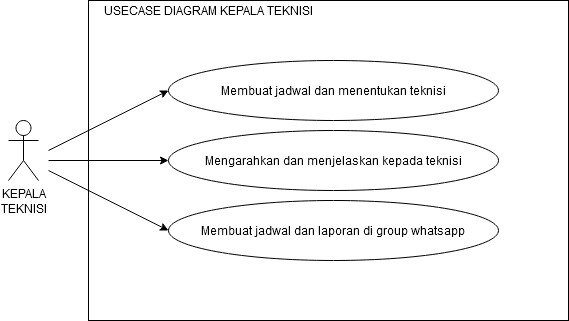 USECASE DIAGRAM KEPALA TEKNISI
Membuat jadwal dan menentukan teknisi
Mengarahkan dan menjelaskan kepada teknisi
KEPALA
TEKNISI
Membuat jadwal dan laporan di group whatsapp